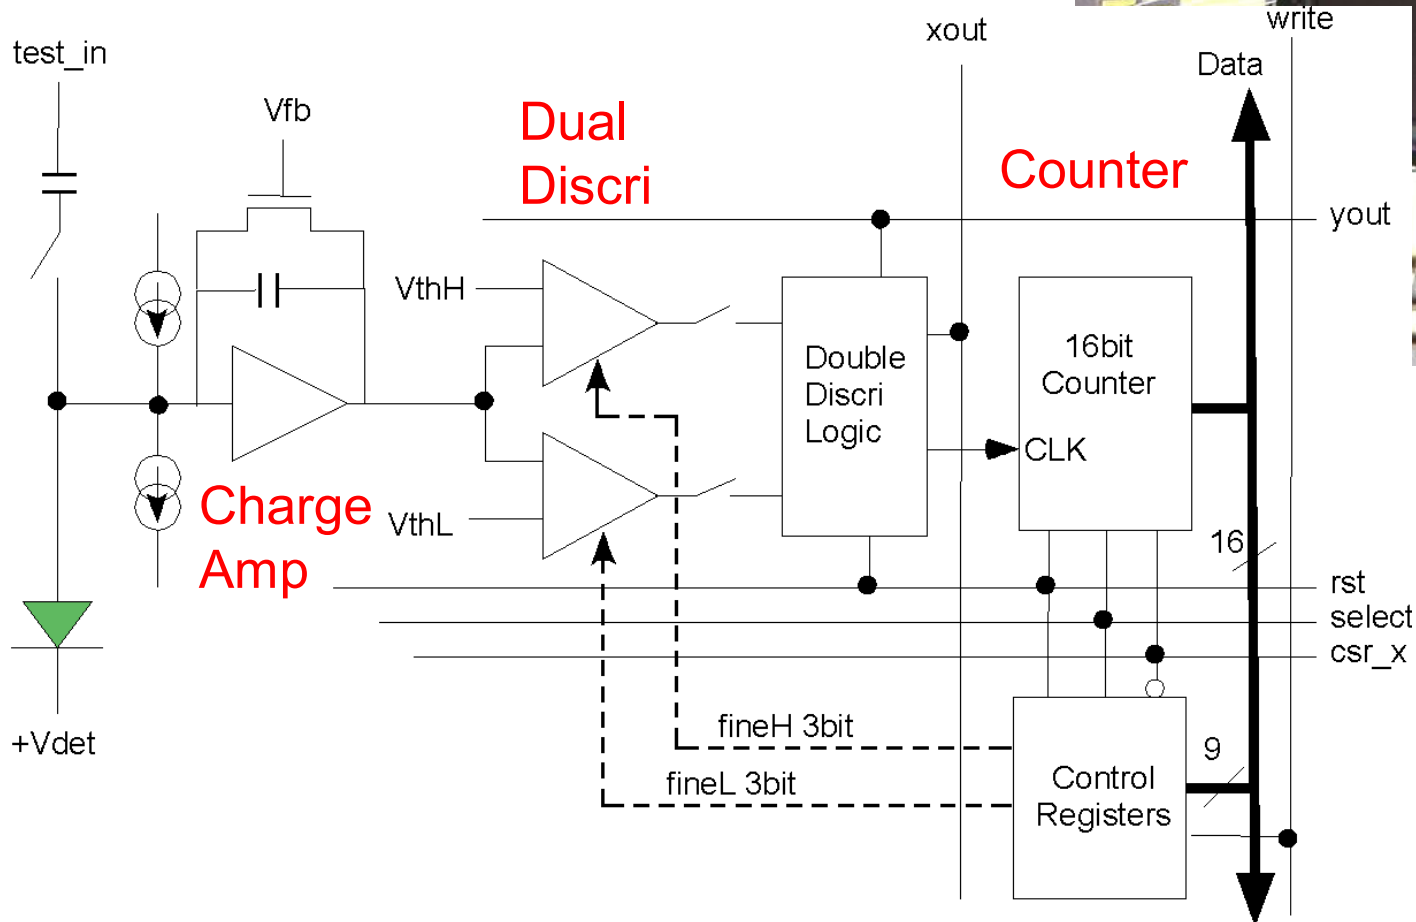 test_in
Vfb
Dual
Discri
xout
Counter
write
Data
yout
VthH
Double
Discri
Logic
16bit
Counter
CLK
VthL
Charge
Amp
16
rst
select
csr_x
+Vdet
fineH 3bit
fineL 3bit
9
Control
Registers